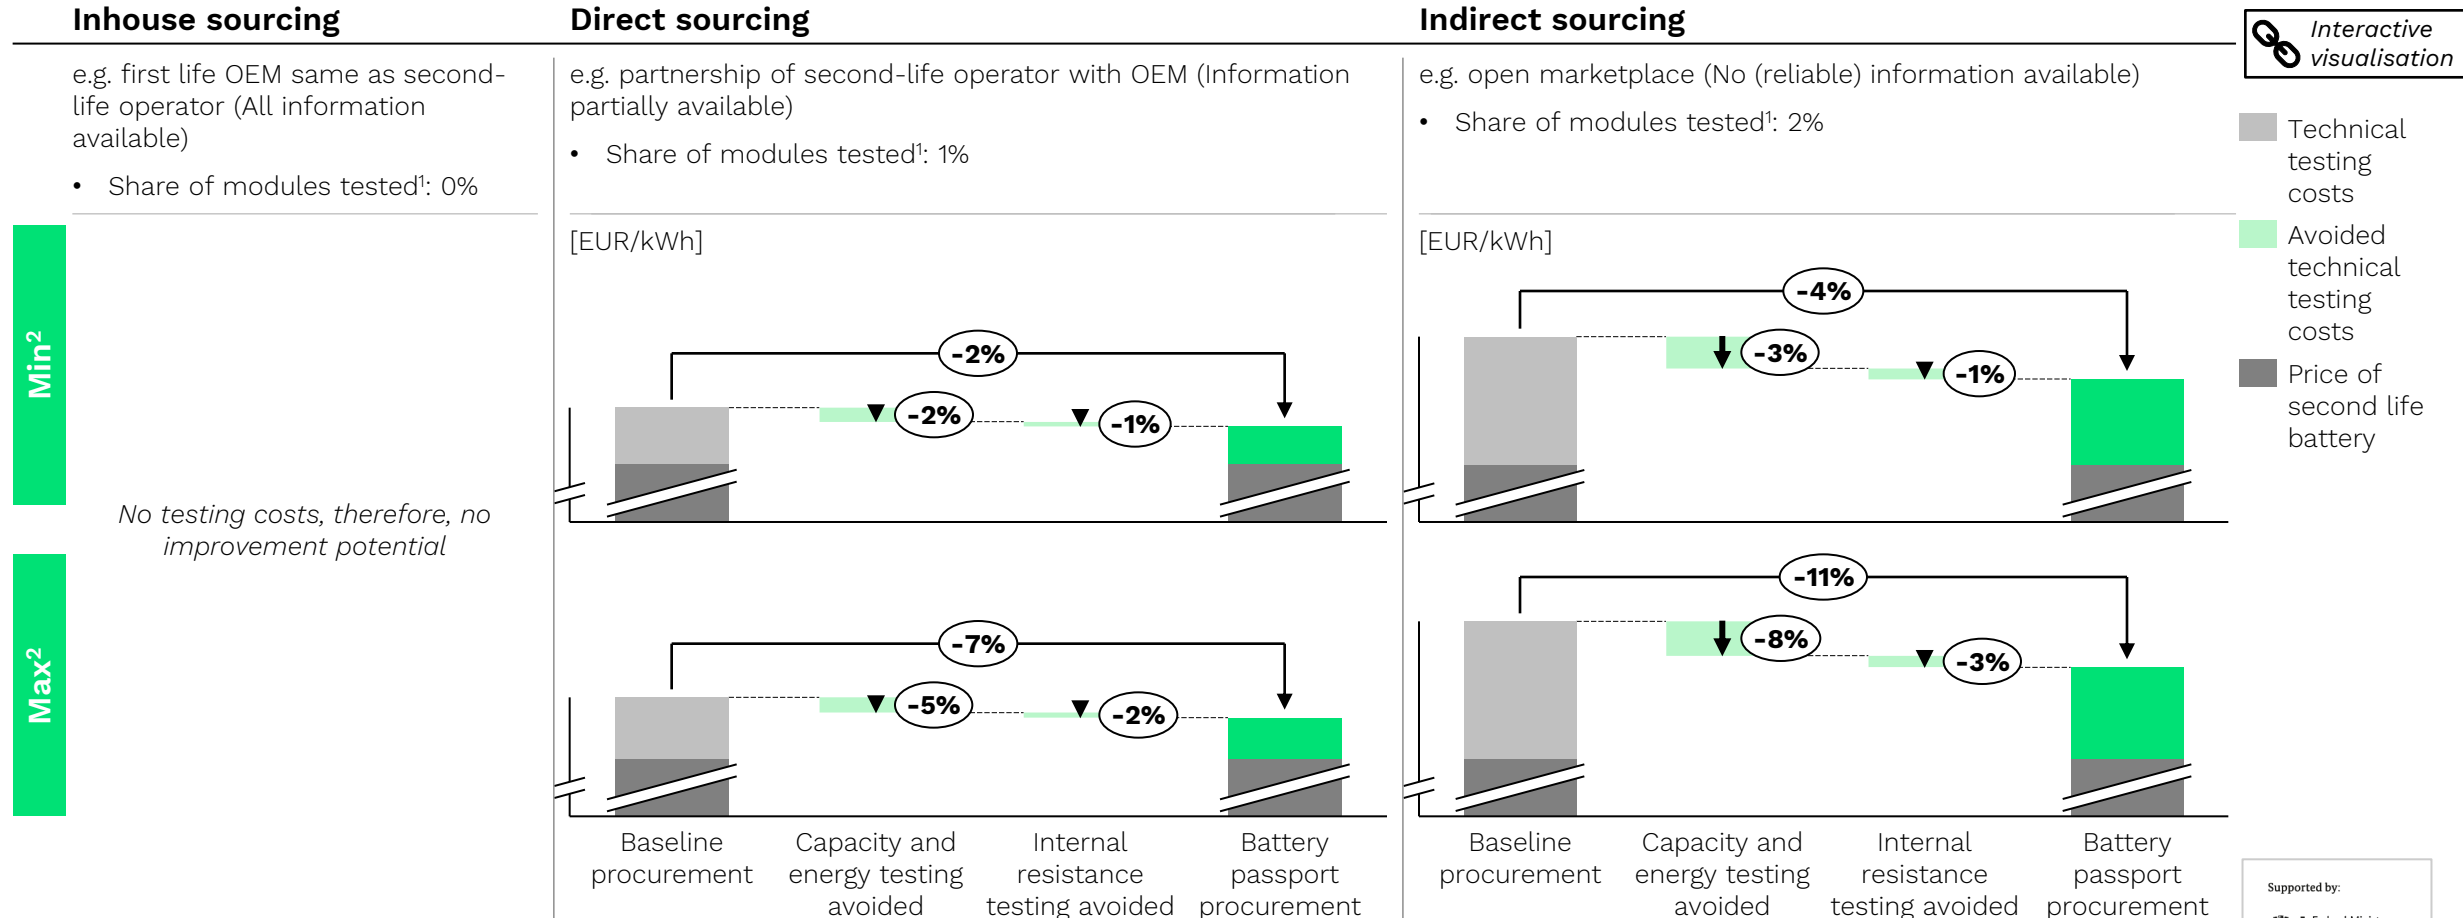 Inhouse sourcing
Direct sourcing
Indirect sourcing
Interactive
visualisation
e.g. first life OEM same as second-
life operator (All information
available)
• Share of modules tested¹: 0%
e.g. partnership of second-life operator with OEM (Information
partially available)
• Share of modules tested¹: 1%
e.g. open marketplace (No (reliable) information available)
• Share of modules tested¹: 2%
Technical
testing
costs
Avoided
technical
testing
costs
Price of
second life
battery
Min²
Max²
No testing costs, therefore, no
improvement potential
[EUR/kWh]
-2%
-2%
-1%
[EUR/kWh]
-4%
-3%
-1%
-7%
-5%
-2%
-11%
-8%
-3%
Baseline
procurement
Capacity and
energy testing
avoided
Internal
resistance
testing avoided
Battery
passport
procurement
Baseline
procurement
Capacity and
energy testing
avoided
Internal
resistance
testing avoided
Battery
passport
procurement
Supported by: